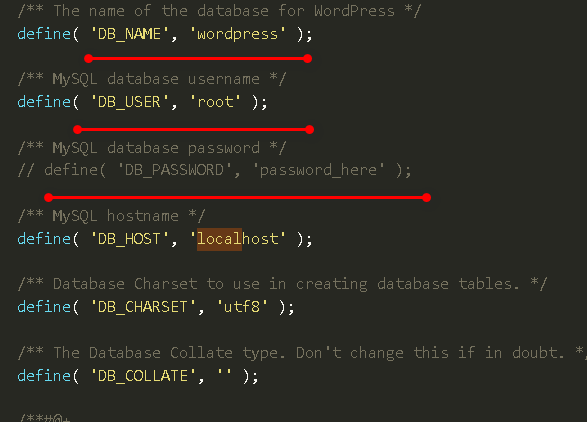 /** The name of the database for WordPress */
define( 'DB_NAME', 'wordpress' );
/** MySQL database username */
define( 'DB_USER', 'root' );
/** MySQL database password */
// define( 'DB_PASSWORD', 'password_here' );
/** MySQL hostname */
define( 'DB_HOST', 'localhost' );
/** Database Charset to use in creating database tables. */
define( 'DB_CHARSET', 'utf8' );
/** The Database Collate type. Don't change this if in doubt. */
define( 'DB_COLLATE', '' );
/**#@+